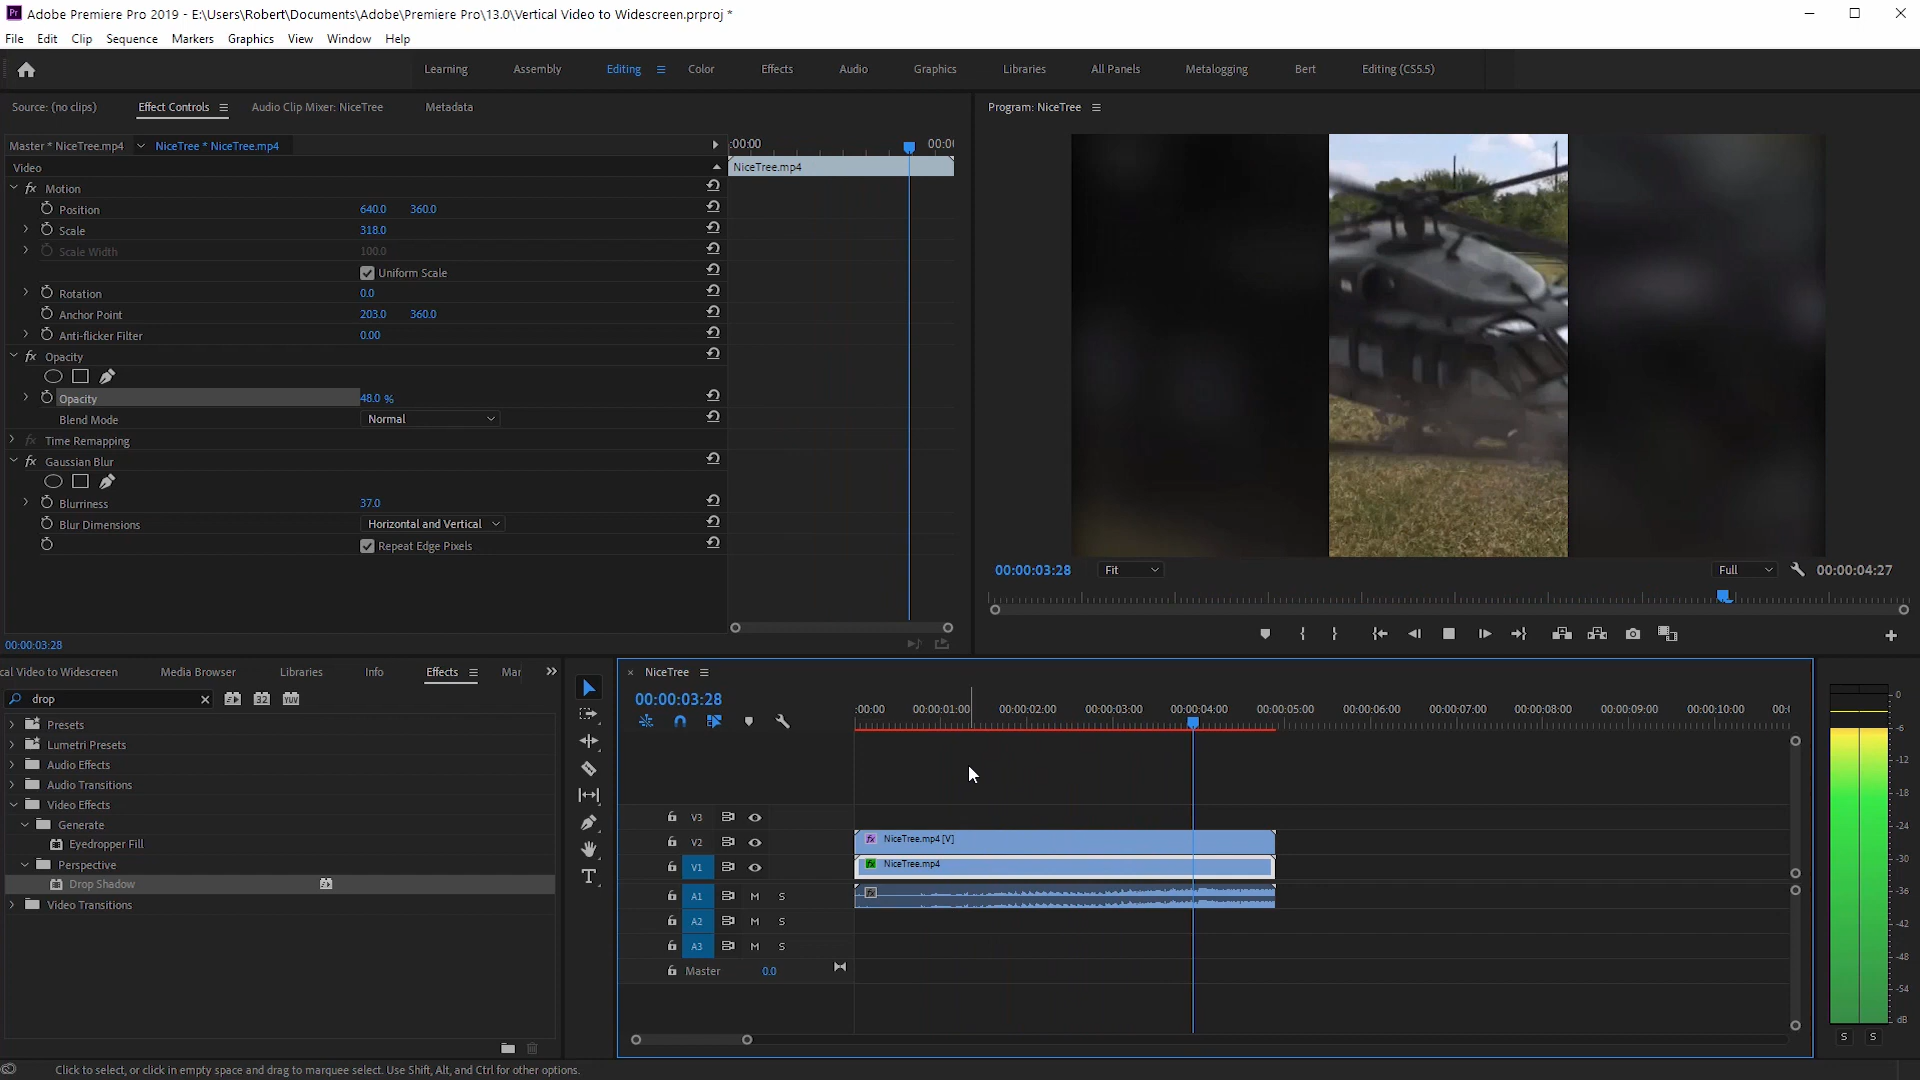 Adobe Premiere Pro 2019 - E:\Users\Robert\Documents\Adobe\Premiere Pro\13.0\Vertical Video to Widescreen.prproj *
File Edit Clip Sequence Markers Graphics View Window Help
Learning Assembly Editing Color Effects Audio Graphics Libraries All Panels Metalogging Bert Editing (CS5.5)
Source: (no clips) Effect Controls Audio Clip Mixer: NiceTree Metadata
Program: NiceTree
Master * NiceTree.mp4 NiceTree * NiceTree.mp4
:00:00 00:0
Video
NiceTree.mp4
fx Motion
Position 640.0 360.0
Scale 318.0
Scale Width 100.0
Uniform Scale
Rotation 0.0
Anchor Point 203.0 360.0
Anti-flicker Filter 0.00
fx Opacity
Opacity 48.0 %
Blend Mode Normal
fx Time Remapping
fx Gaussian Blur
Blurriness 37.0
Blur Dimensions Horizontal and Vertical
Repeat Edge Pixels
00:00:03:28
00:00:03:28 Fit Full 00:00:04:27
cal Video to Widescreen Media Browser Libraries Info Effects Mar
drop
32
YUV
Presets
Lumetri Presets
Audio Effects
Audio Transitions
Video Effects
Generate
Eyedropper Fill
Perspective
Drop Shadow
Video Transitions
NiceTree
00:00:03:28
:00:00 00:00:01:00 00:00:02:00 00:00:03:00 00:00:04:00 00:00:05:00 00:00:06:00 00:00:07:00 00:00:08:00 00:00:09:00 00:00:10:00 00:
V3
V2 fx NiceTree.mp4 [V]
V1 fx NiceTree.mp4
A1 M S fx
A2 M S
A3 M S
Master 0.0
0
-6
-12
-18
-24
-30
-36
-42
-48
-54
dB
S S
Click to select, or click in empty space and drag to marquee select. Use Shift, Alt, and Ctrl for other options.